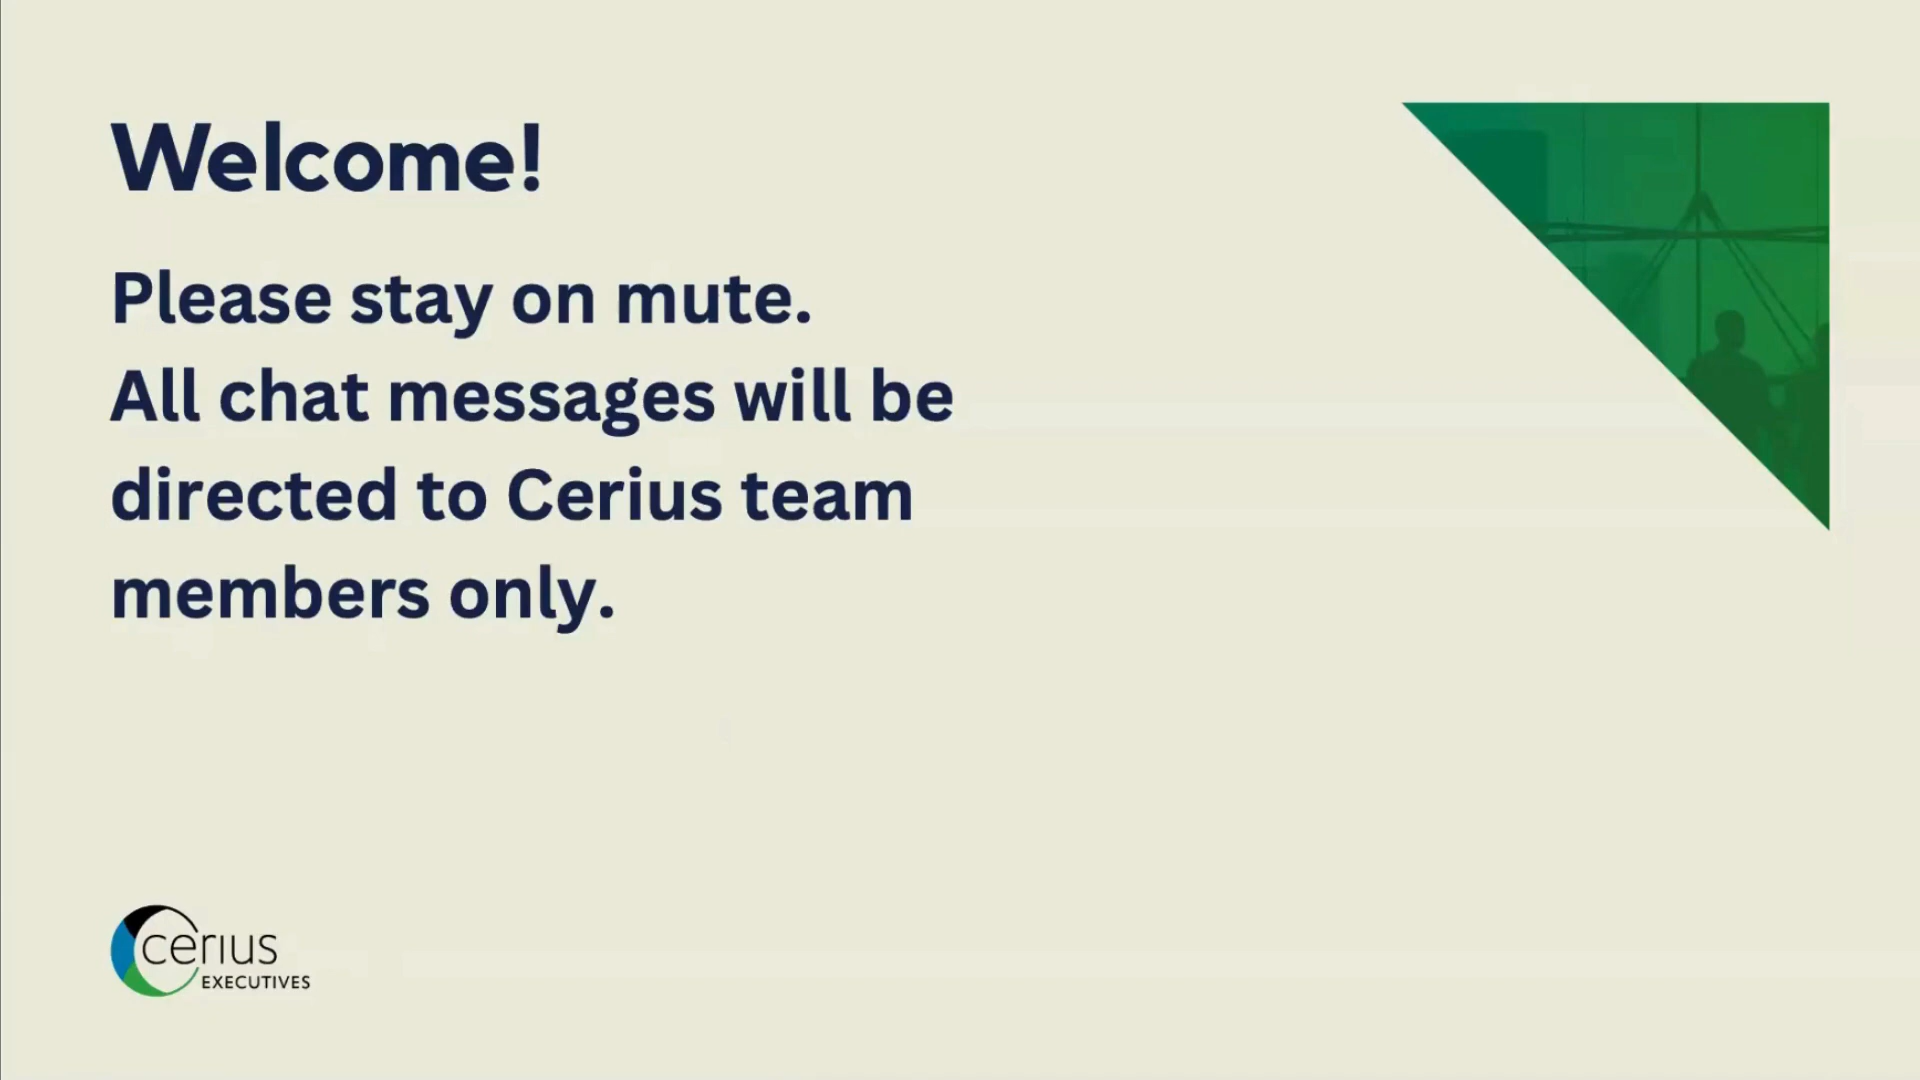 Welcome!
Please stay on mute.
All chat messages will be
directed to Cerius team
members only.
cerius
EXECUTIVES